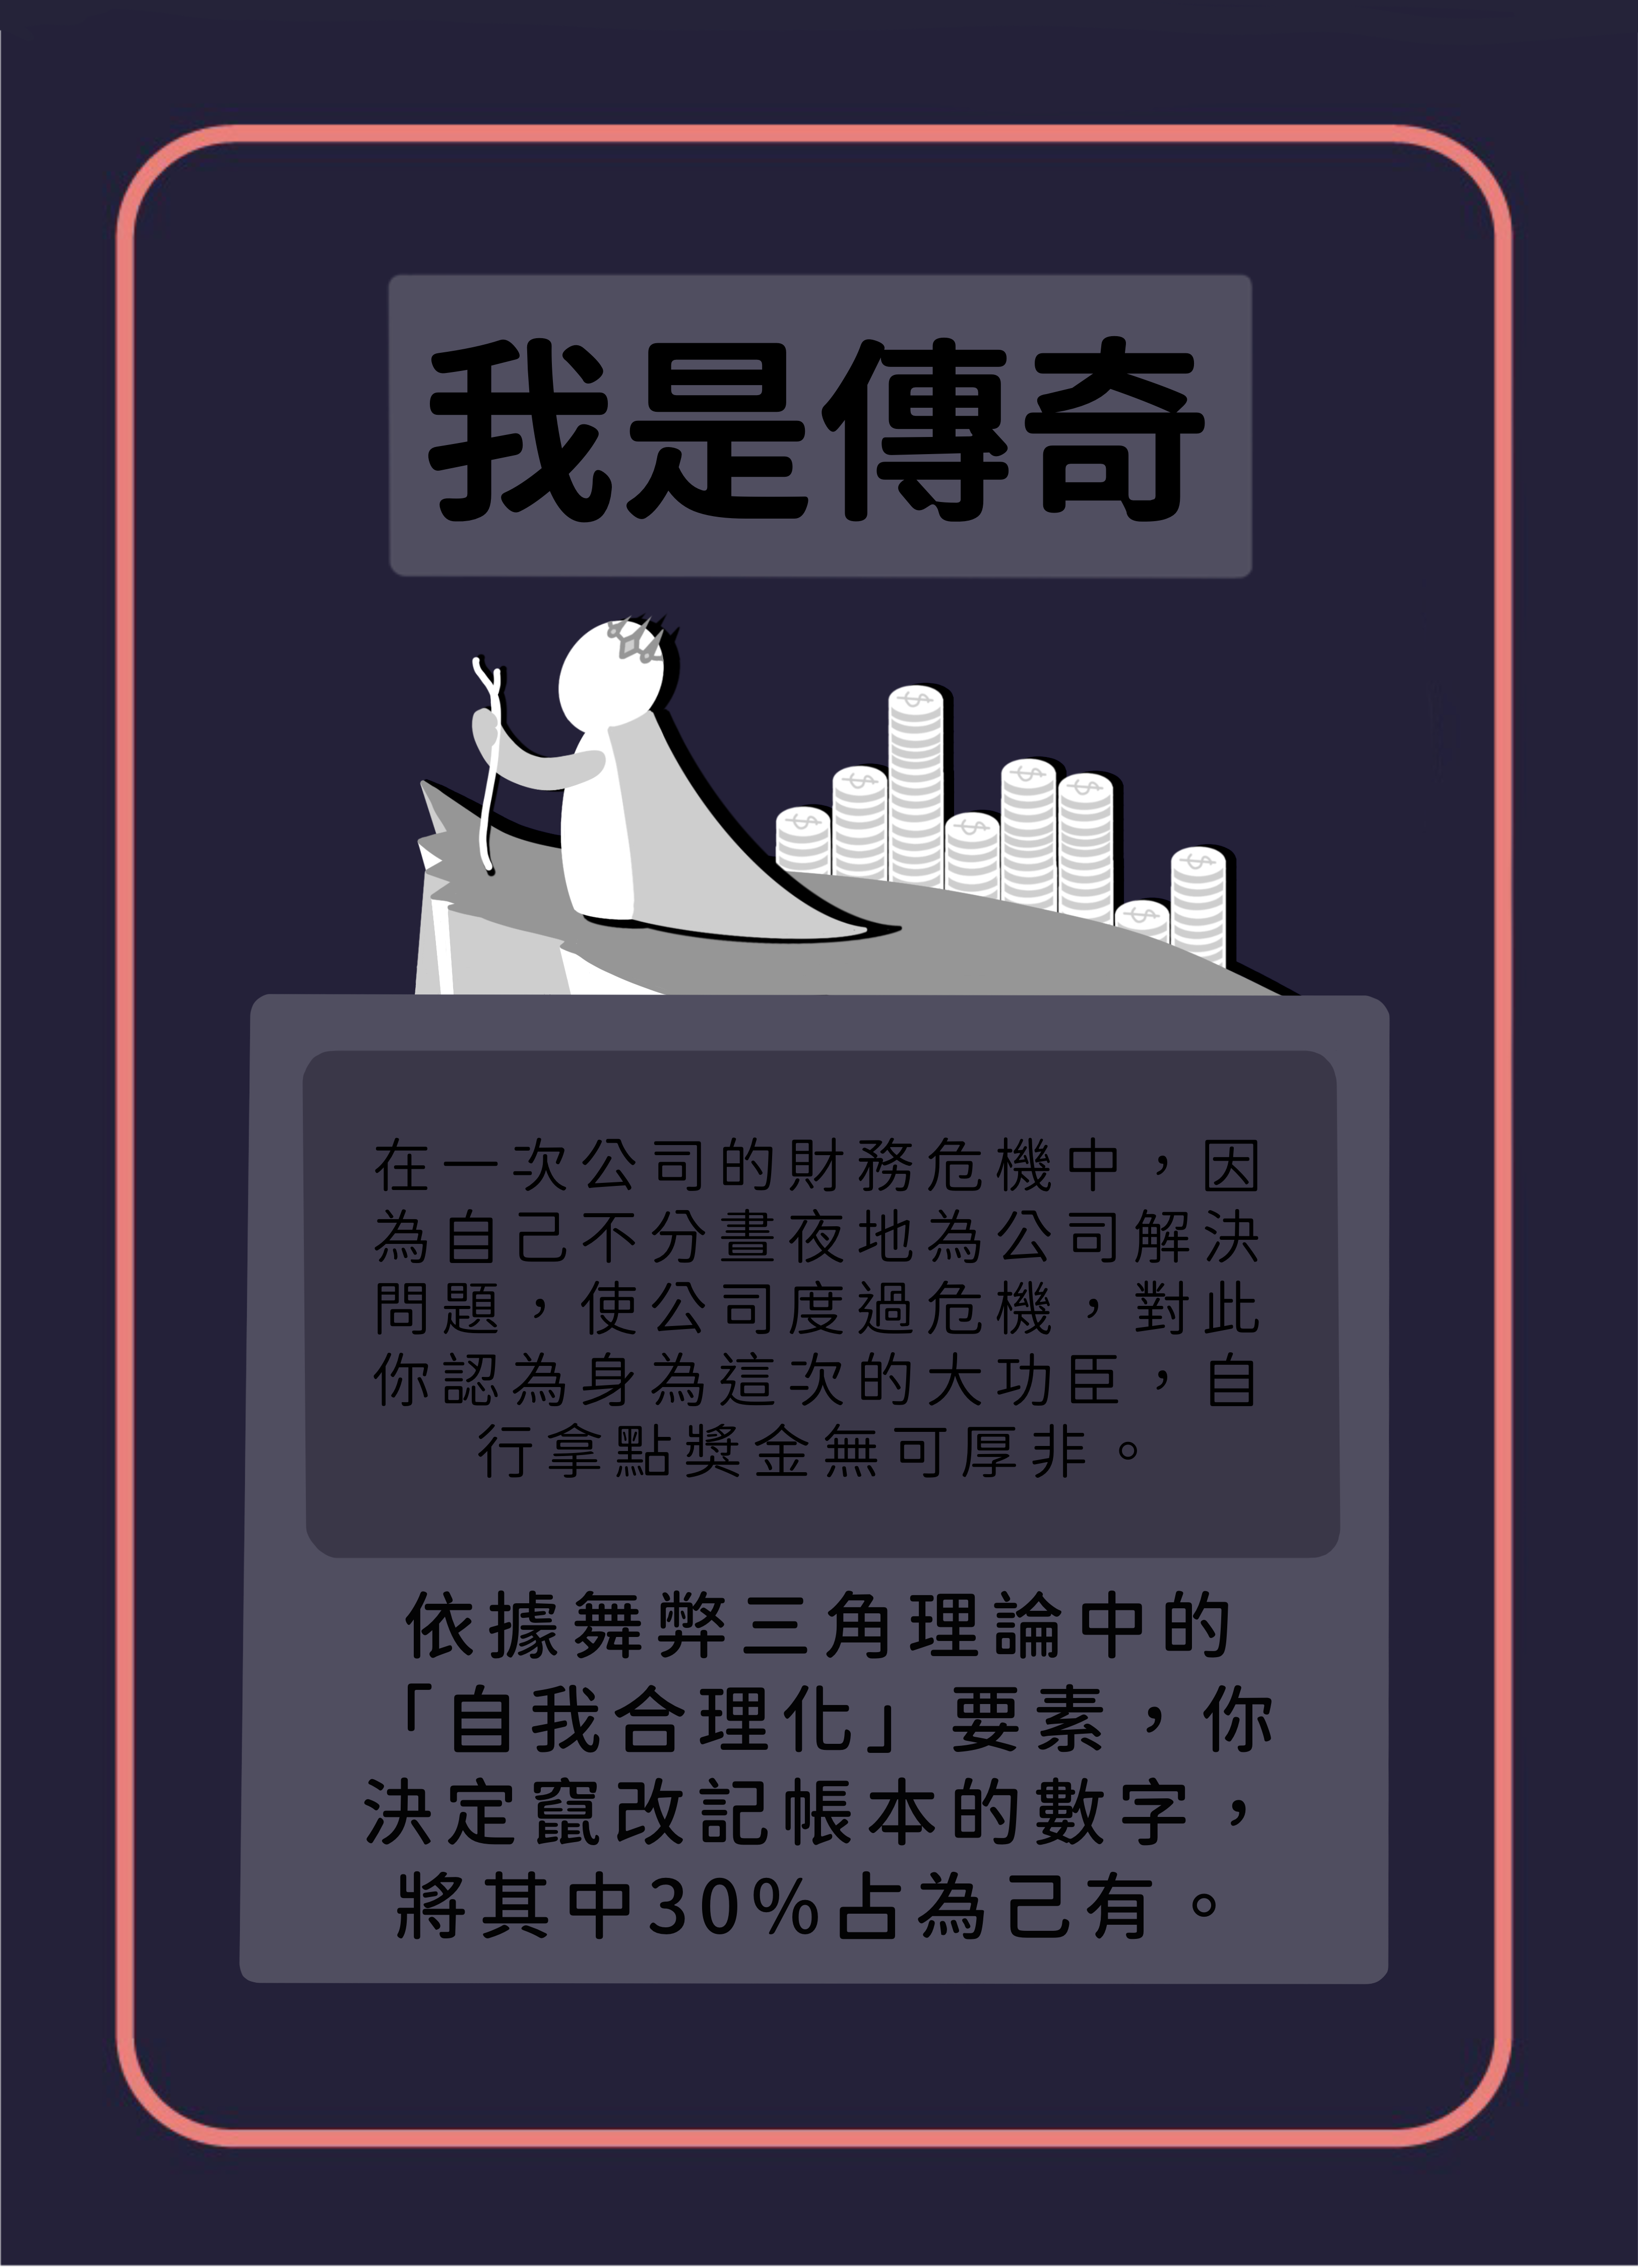 我是傳奇
在一次公司的財務危機中，因
為自己不分晝夜地為公司解決
問題，使公司度過危機，對此
你認為身為這次的大功臣，自
行拿點獎金無可厚非。
依據舞弊三角理論中的
「自我合理化」要素，你
決定竄改記帳本的數字，
將其中30%占為己有。